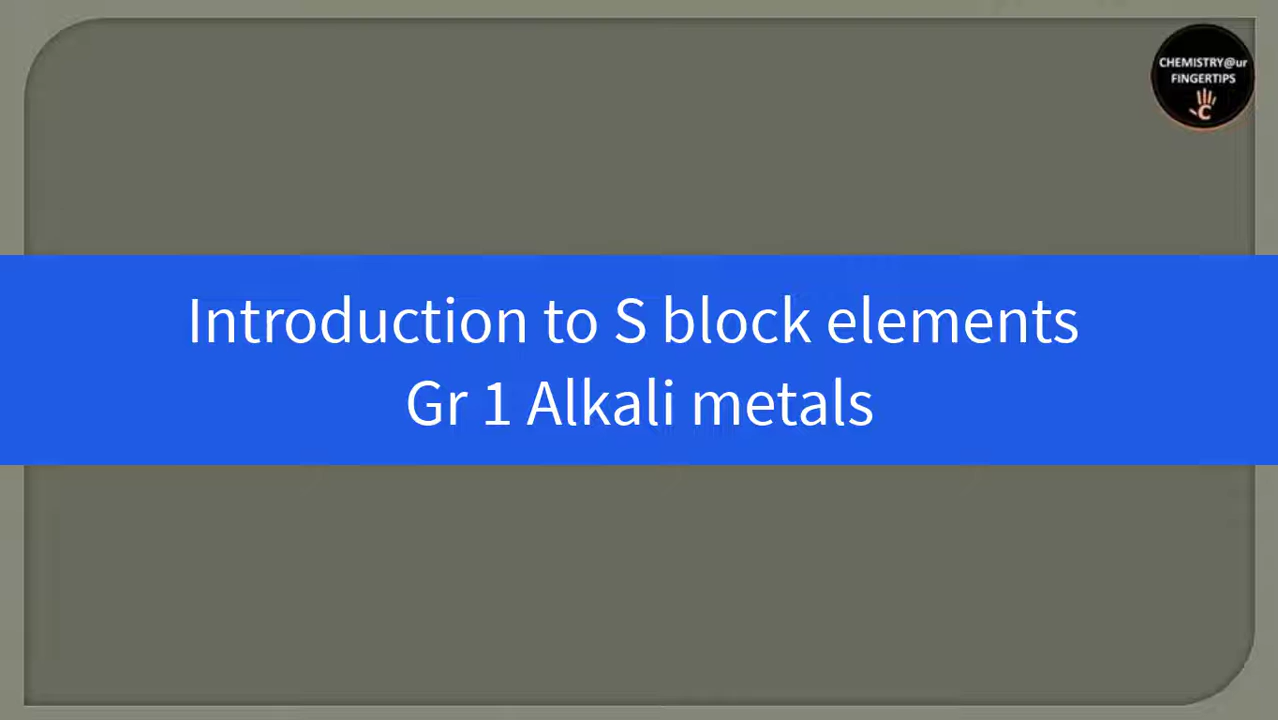 CHEMISTRY@ur
FINGERTIPS
C
Introduction to S block elements
Gr 1 Alkali metals